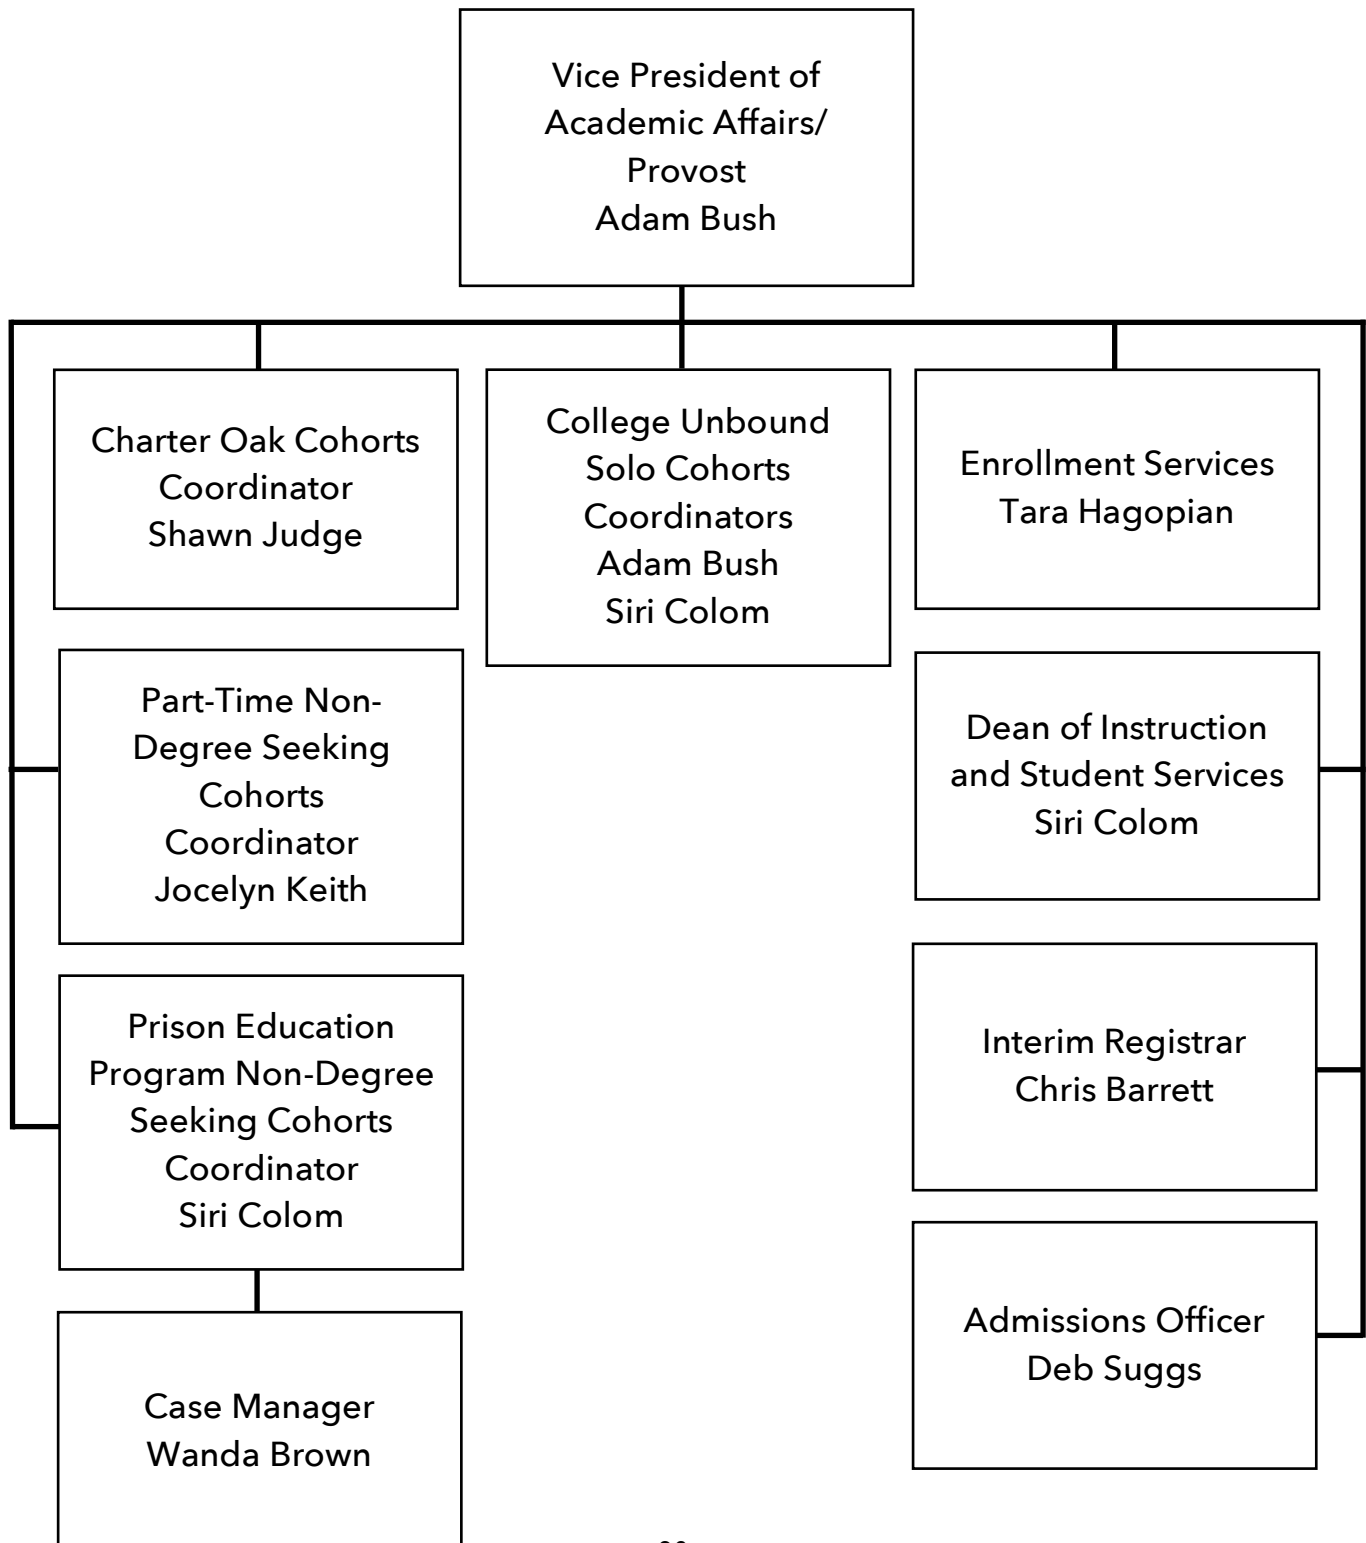 Vice President of
Academic Affairs/
Provost
Adam Bush
Charter Oak Cohorts
Coordinator
Shawn Judge
College Unbound
Solo Cohorts
Coordinators
Adam Bush
Siri Colom
Enrollment Services
Tara Hagopian
Part-Time Non-
Degree Seeking
Cohorts
Coordinator
Jocelyn Keith
Dean of Instruction
and Student Services
Siri Colom
Prison Education
Program Non-Degree
Seeking Cohorts
Coordinator
Siri Colom
Interim Registrar
Chris Barrett
Case Manager
Wanda Brown
Admissions Officer
Deb Suggs